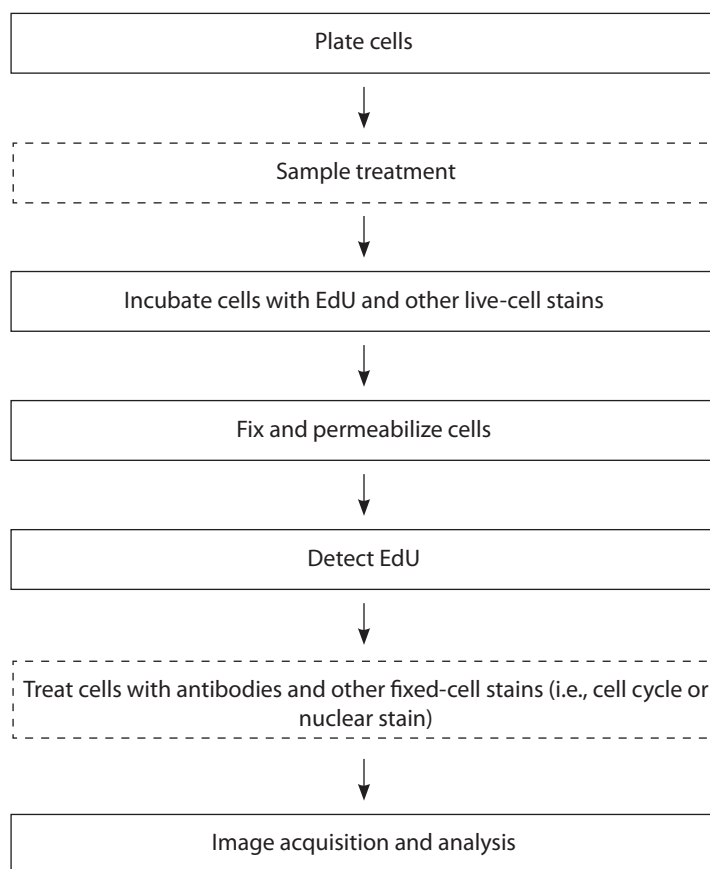 Plate cells
Sample treatment
Incubate cells with EdU and other live-cell stains
Fix and permeabilize cells
Detect EdU
Treat cells with antibodies and other fixed-cell stains (i.e., cell cycle or
nuclear stain)
Image acquisition and analysis